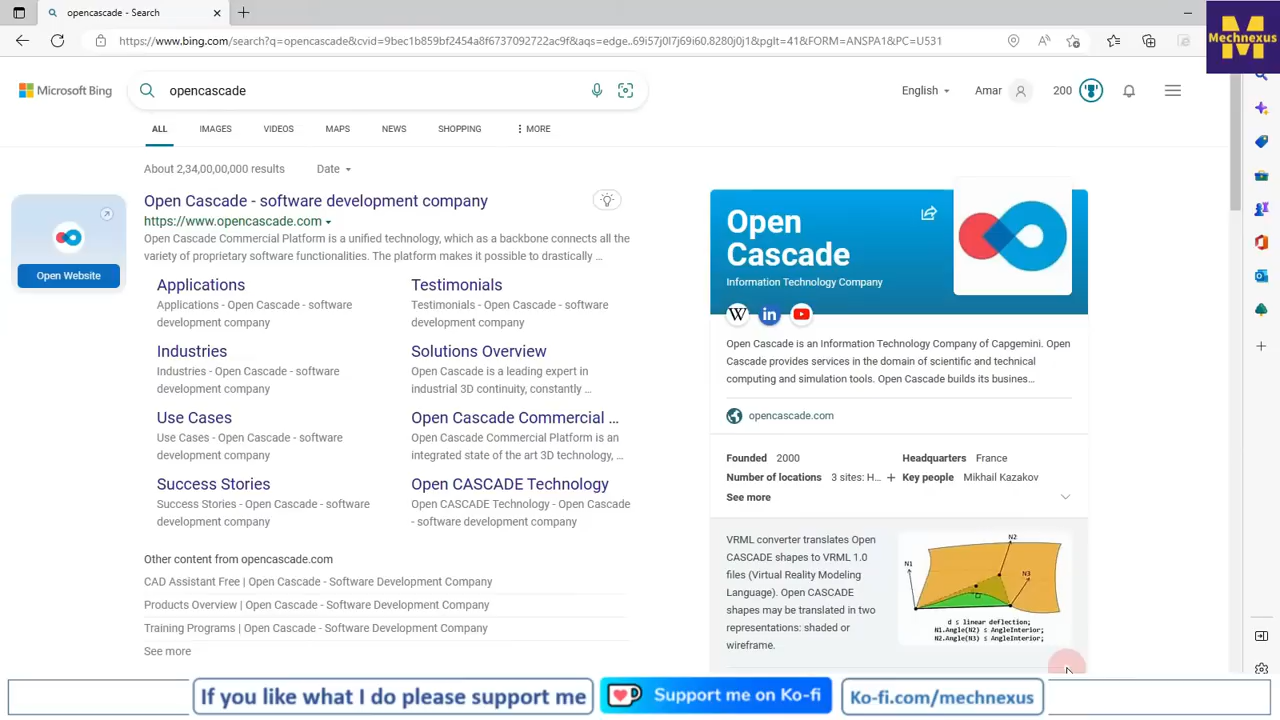 opencascade - Search
https://www.bing.com/search?q=opencascade&cvid=9bec1b859bf2454a8f6737092722ac9f&aqs=edge..69i57j0l7j69i60.8280j0j1&pglt=41&FORM=ANSPA1&PC=U531
M
Mechnexus
Microsoft Bing
opencascade
English
Amar
200
ALL
IMAGES
VIDEOS
MAPS
NEWS
SHOPPING
MORE
About 2,34,00,00,000 results
Date
Open Website
Open Cascade - software development company
https://www.opencascade.com
Open Cascade Commercial Platform is a unified technology, which as a backbone connects all the
variety of proprietary software functionalities. The platform makes it possible to drastically …
Applications
Applications - Open Cascade - software
development company
Testimonials
Testimonials - Open Cascade - software
development company
Industries
Industries - Open Cascade - software
development company
Solutions Overview
Open Cascade is a leading expert in
industrial 3D continuity, constantly …
Use Cases
Use Cases - Open Cascade - software
development company
Open Cascade Commercial …
Open Cascade Commercial Platform is an
integrated state of the art 3D technology, …
Success Stories
Success Stories - Open Cascade - software
development company
Open CASCADE Technology
Open CASCADE Technology - Open Cascade
- software development company
Other content from opencascade.com
CAD Assistant Free | Open Cascade - Software Development Company
Products Overview | Open Cascade - Software Development Company
Training Programs | Open Cascade - Software Development Company
See more
Open
Cascade
Information Technology Company
W
in
Open Cascade is an Information Technology Company of Capgemini. Open
Cascade provides services in the domain of scientific and technical
computing and simulation tools. Open Cascade builds its busines…
opencascade.com
Founded 2000
Headquarters France
Number of locations 3 sites: H… +
Key people Mikhail Kazakov
See more
VRML converter translates Open
CASCADE shapes to VRML 1.0
files (Virtual Reality Modeling
Language). Open CASCADE
shapes may be translated in two
representations: shaded or
wireframe.
N1
N2
N3
d ≤ linear deflection;
N1.Angle(N2) ≤ AngleInterior;
N2.Angle(N3) ≤ AngleInterior;
If you like what I do please support me
Support me on Ko-fi
Ko-fi.com/mechnexus